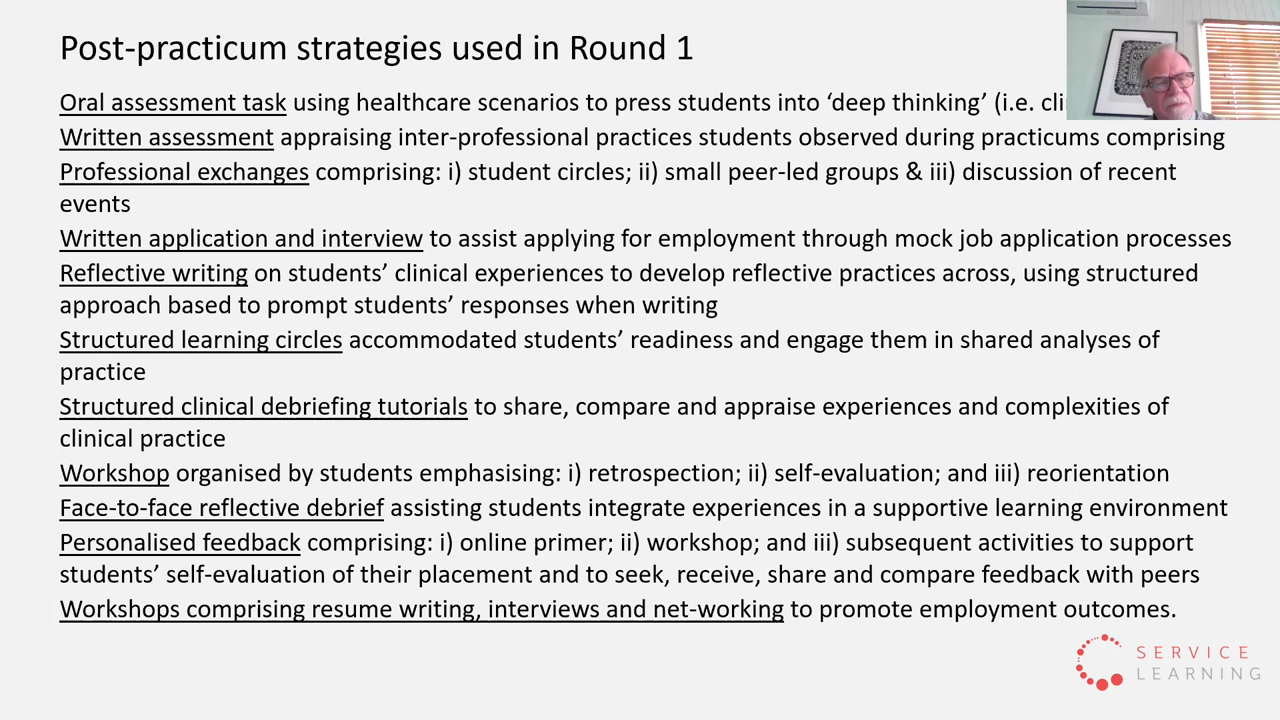 Post-practicum strategies used in Round 1
Oral assessment task using healthcare scenarios to press students into ‘deep thinking’ (i.e.
Written assessment appraising inter-professional practices students observed during practicums comprising
Professional exchanges comprising: i) student circles; ii) small peer-led groups & iii) discussion of recent
events
Written application and interview to assist applying for employment through mock job application processes
Reflective writing on students’ clinical experiences to develop reflective practices across, using structured
approach based to prompt students’ responses when writing
Structured learning circles accommodated students’ readiness and engage them in shared analyses of
practice
Structured clinical debriefing tutorials to share, compare and appraise experiences and complexities of
clinical practice
Workshop organised by students emphasising: i) retrospection; ii) self-evaluation; and iii) reorientation
Face-to-face reflective debrief assisting students integrate experiences in a supportive learning environment
Personalised feedback comprising: i) online primer; ii) workshop; and iii) subsequent activities to support
students’ self-evaluation of their placement and to seek, receive, share and compare feedback with peers
Workshops comprising resume writing, interviews and net-working to promote employment outcomes.
SERVICE
LEARNING